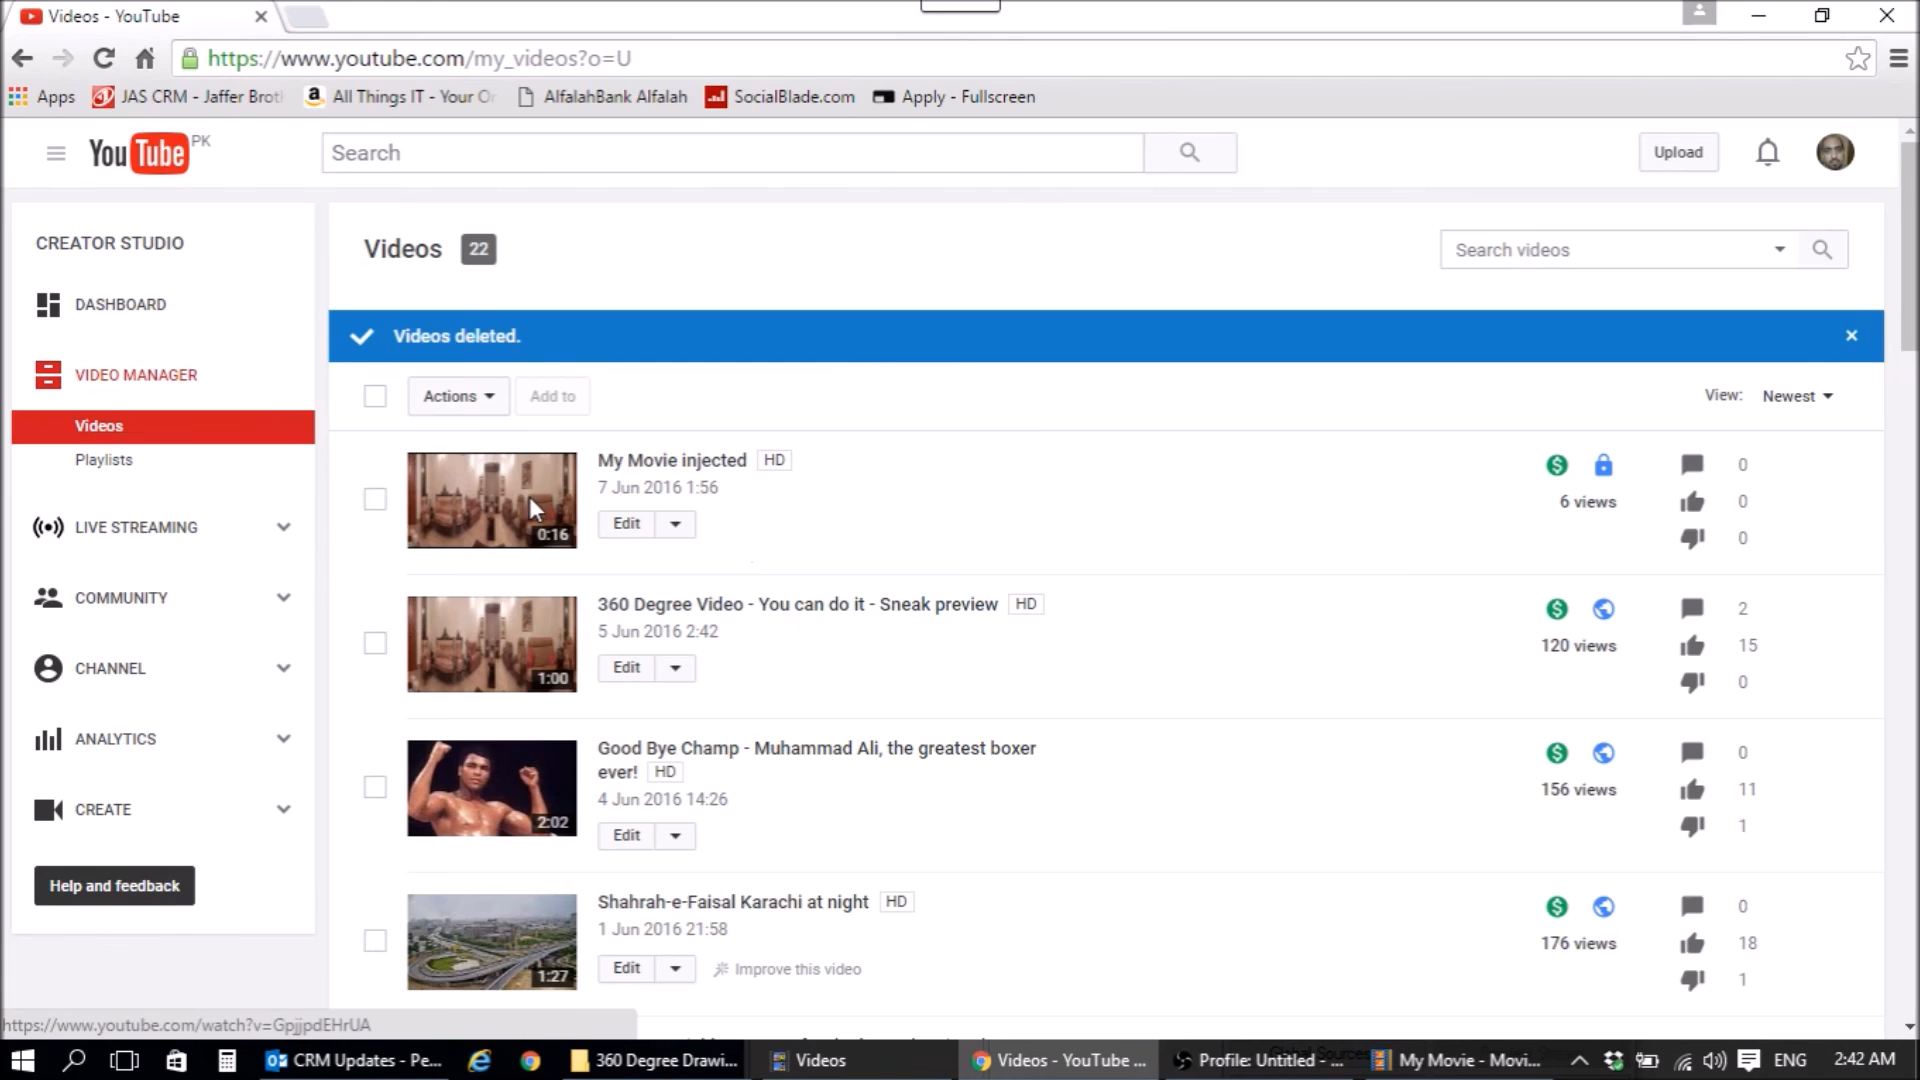 Videos - YouTube
https://www.youtube.com/my_videos?o=U
Apps JAS CRM - Jaffer Brot All Things IT - Your Or AlfalahBank Alfalah SocialBlade.com Apply - Fullscreen
YouTube PK Search Upload
CREATOR STUDIO
DASHBOARD
VIDEO MANAGER
Videos
Playlists
LIVE STREAMING
COMMUNITY
CHANNEL
ANALYTICS
CREATE
Help and feedback
Videos 22 Search videos
Videos deleted.
Actions Add to View: Newest
My Movie injected HD
7 Jun 2016 1:56
0:16
Edit
6 views
0
0
0
360 Degree Video - You can do it - Sneak preview HD
5 Jun 2016 2:42
1:00
Edit
120 views
2
15
0
Good Bye Champ - Muhammad Ali, the greatest boxer
ever! HD
4 Jun 2016 14:26
2:02
Edit
156 views
0
11
1
Shahrah-e-Faisal Karachi at night HD
1 Jun 2016 21:58
1:27
Edit Improve this video
176 views
0
18
1
https://www.youtube.com/watch?v=GpjjpdEHrUA
CRM Updates - Pe... 360 Degree Drawi... Videos Videos - YouTube ... Profile: Untitled - ... My Movie - Movi... ENG 2:42 AM